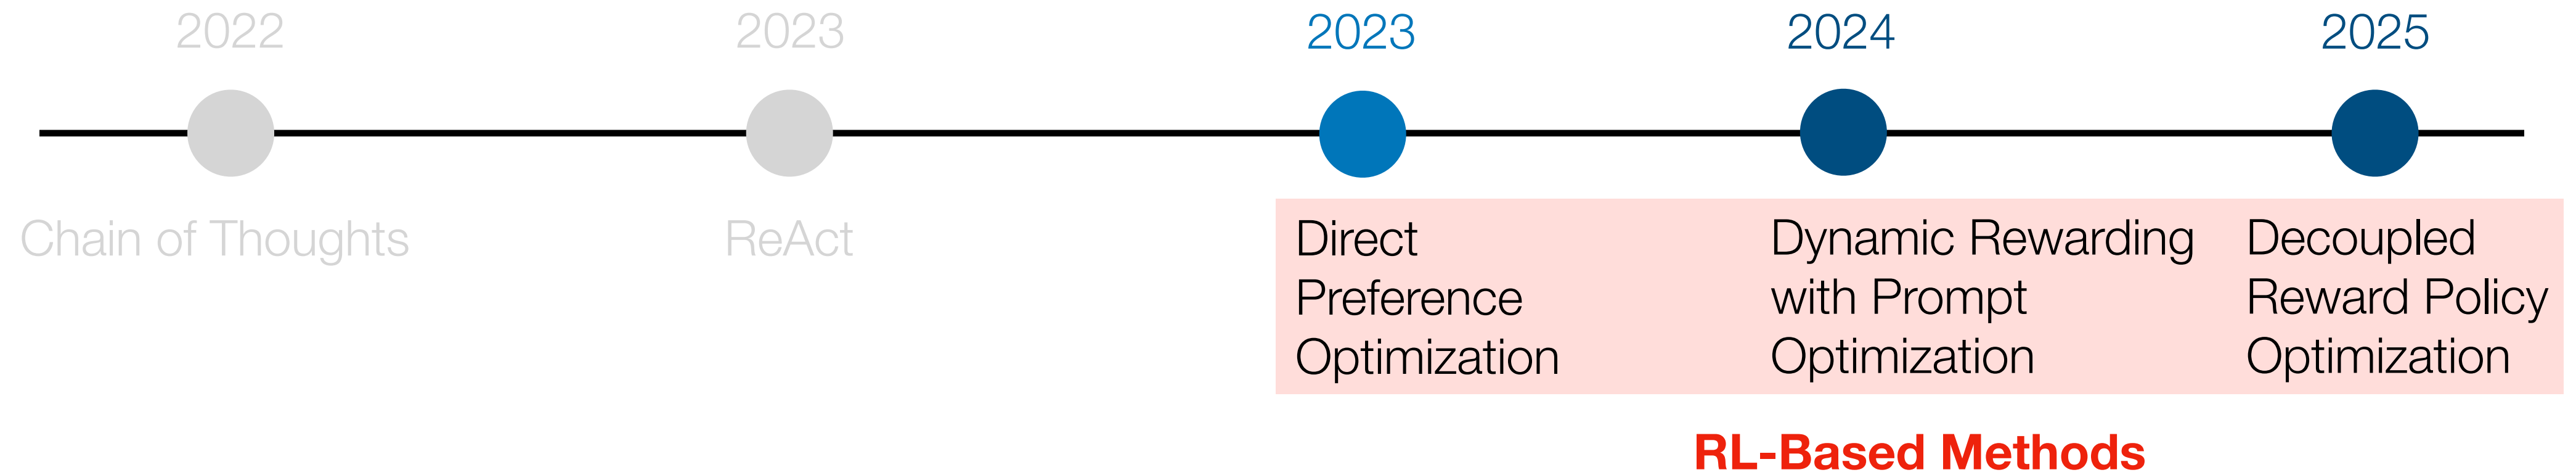 2022
2023
2023
2024
2025
Chain of Thoughts
ReAct
Direct
Preference
Optimization
Dynamic Rewarding
with Prompt
Optimization
Decoupled
Reward Policy
Optimization
RL-Based Methods